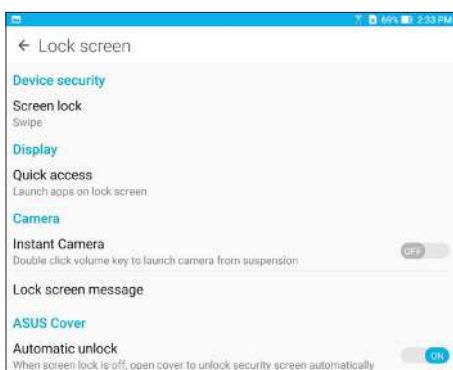 69% 2:33 PM
Lock screen
Device security
Screen lock
Swipe
Display
Quick access
Launch apps on lock screen
Camera
Instant Camera
Double click volume key to launch camera from suspension
OFF
Lock screen message
ASUS Cover
Automatic unlock
When screen lock is off, open cover to unlock security screen automatically
ON